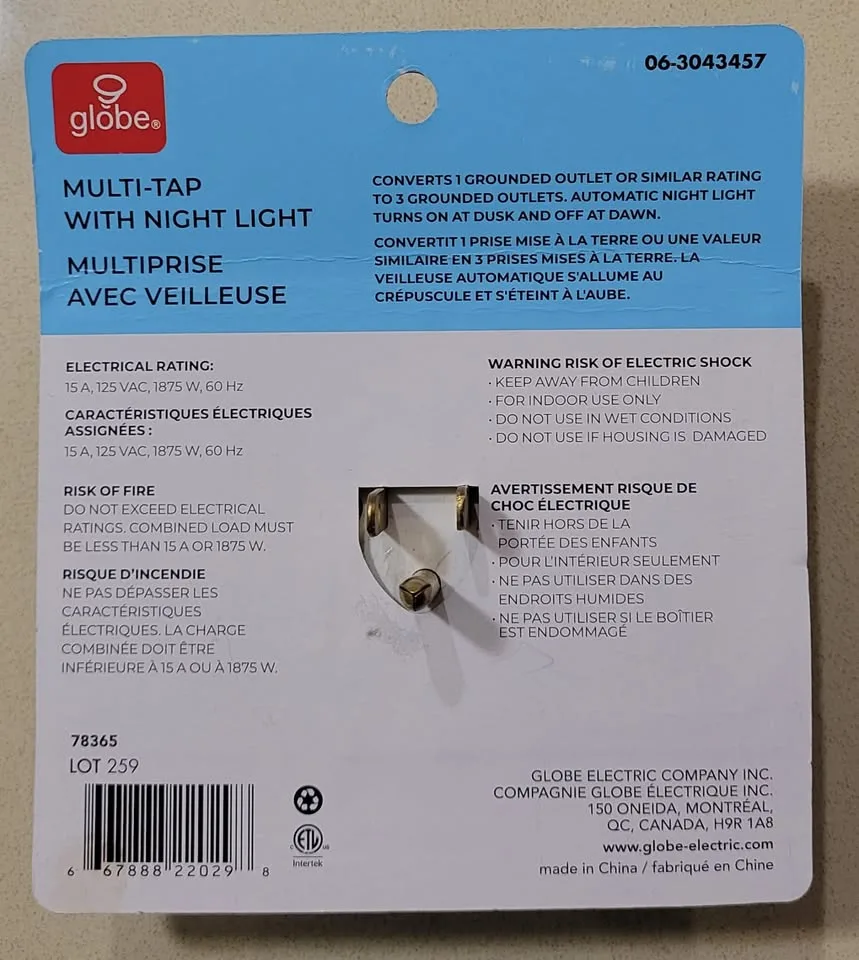 06-3043457
globe®
MULTI-TAP
WITH NIGHT LIGHT
MULTIPRISE
AVEC VEILLEUSE
CONVERTS 1 GROUNDED OUTLET OR SIMILAR RATING
TO 3 GROUNDED OUTLETS. AUTOMATIC NIGHT LIGHT
TURNS ON AT DUSK AND OFF AT DAWN.
CONVERTIT 1 PRISE MISE À LA TERRE OU UNE VALEUR
SIMILAIRE EN 3 PRISES MISES À LA TERRE. LA
VEILLEUSE AUTOMATIQUE S'ALLUME AU
CRÉPUSCULE ET S'ÉTEINT À L'AUBE.
ELECTRICAL RATING:
15 A, 125 VAC, 1875 W, 60 Hz
CARACTÉRISTIQUES ÉLECTRIQUES
ASSIGNÉES :
15 A, 125 VAC, 1875 W, 60 Hz
RISK OF FIRE
DO NOT EXCEED ELECTRICAL
RATINGS. COMBINED LOAD MUST
BE LESS THAN 15 A OR 1875 W.
RISQUE D'INCENDIE
NE PAS DÉPASSER LES
CARACTÉRISTIQUES
ÉLECTRIQUES. LA CHARGE
COMBINÉE DOIT ÊTRE
INFÉRIEURE À 15 A OU À 1875 W.
WARNING RISK OF ELECTRIC SHOCK
· KEEP AWAY FROM CHILDREN
· FOR INDOOR USE ONLY
· DO NOT USE IN WET CONDITIONS
· DO NOT USE IF HOUSING IS DAMAGED
AVERTISSEMENT RISQUE DE
CHOC ÉLECTRIQUE
· TENIR HORS DE LA
PORTÉE DES ENFANTS
· POUR L'INTÉRIEUR SEULEMENT
· NE PAS UTILISER DANS DES
ENDROITS HUMIDES
· NE PAS UTILISER SI LE BOÎTIER
EST ENDOMMAGÉ
78365
LOT 259
6 67888 22029 8
c ETL us
Intertek
GLOBE ELECTRIC COMPANY INC.
COMPAGNIE GLOBE ÉLECTRIQUE INC.
150 ONEIDA, MONTRÉAL,
QC, CANADA, H9R 1A8
www.globe-electric.com
made in China / fabriqué en Chine